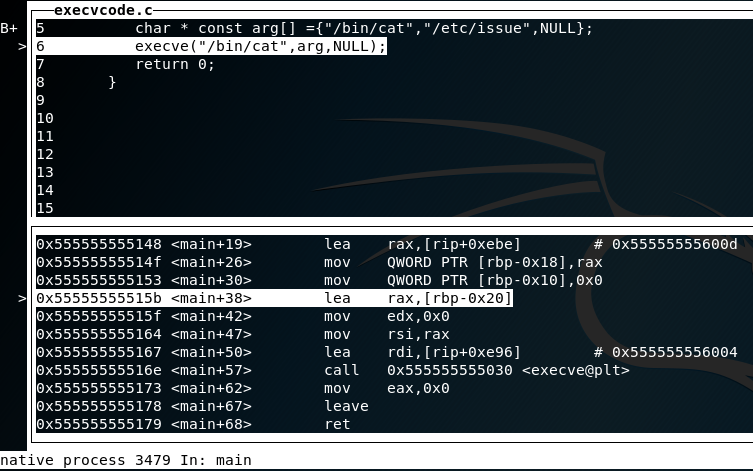 execvcode.c
B+ 5 char * const arg[] ={"/bin/cat","/etc/issue",NULL};
> 6 execve("/bin/cat",arg,NULL);
7 return 0;
8 }
9
10
11
12
13
14
15
0x555555555148 <main+19> lea rax,[rip+0xebe] # 0x55555555600d
0x55555555514f <main+26> mov QWORD PTR [rbp-0x18],rax
0x555555555153 <main+30> mov QWORD PTR [rbp-0x10],0x0
> 0x55555555515b <main+38> lea rax,[rbp-0x20]
0x55555555515f <main+42> mov edx,0x0
0x555555555164 <main+47> mov rsi,rax
0x555555555167 <main+50> lea rdi,[rip+0xe96] # 0x555555556004
0x55555555516e <main+57> call 0x555555555030 <execve@plt>
0x555555555173 <main+62> mov eax,0x0
0x555555555178 <main+67> leave
0x555555555179 <main+68> ret
native process 3479 In: main